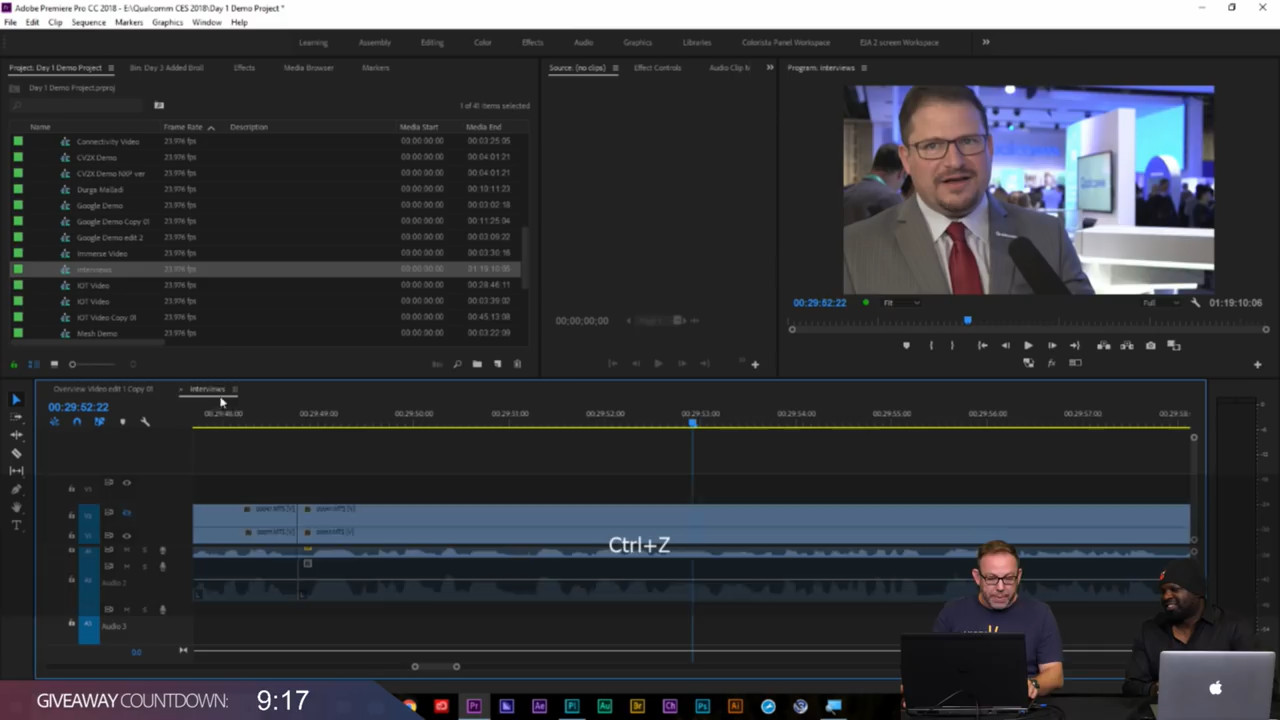 Adobe Premiere Pro CC 2018 - E:\Qualcomm CES 2018\Day 1 Demo Project *
File Edit Clip Sequence Markers Graphics Window Help
Learning Assembly Editing Color Effects Audio Graphics Libraries Colorista Panel Workspace EJA 2 screen Workspace
Project: Day 1 Demo Project Bin: Day 3 Added Broll Effects Media Browser Markers Source: (no clips) Effect Controls Audio Clip M Program: Interviews
Day 1 Demo Project.prproj
1 of 41 items selected
Name Frame Rate Description Media Start Media End
Connectivity Video 23.976 fps 00:00:00:00 00:03:25:05
CV2X Demo 23.976 fps 00:00:00:00 00:04:01:21
CV2X Demo NXP ver 23.976 fps 00:00:00:00 00:04:01:21
Durga Malladi 23.976 fps 00:00:00:00 00:10:11:23
Google Demo 23.976 fps 00:00:00:00 00:03:02:18
Google Demo Copy 01 23.976 fps 00:00:00:00 00:11:25:04
Google Demo edit 2 23.976 fps 00:00:00:00 00:03:09:22
Immerse Video 23.976 fps 00:00:00:00 00:03:30:16
Interviews 23.976 fps 00:00:00:00 01:19:10:05
IOT Video 23.976 fps 00:00:00:00 00:28:46:11
IOT Video 23.976 fps 00:00:00:00 00:03:39:02
IOT Video Copy 01 23.976 fps 00:00:00:00 00:45:13:08
Mesh Demo 23.976 fps 00:00:00:00 00:03:22:09
00:29:52:22 Fit Full 01:19:10:06
00;00;00;00
Overview Video edit 1 Copy 01 Interviews
00:29:52:22
00:29:48:00 00:29:49:00 00:29:50:00 00:29:51:00 00:29:52:00 00:29:53:00 00:29:54:00 00:29:55:00 00:29:56:00 00:29:57:00 00:29:58:
Ctrl+Z
Audio 2
A3 Audio 3
0.0
GIVEAWAY COUNTDOWN: 9:17
Pr Ae Pl Au Br Ch Ps Ai